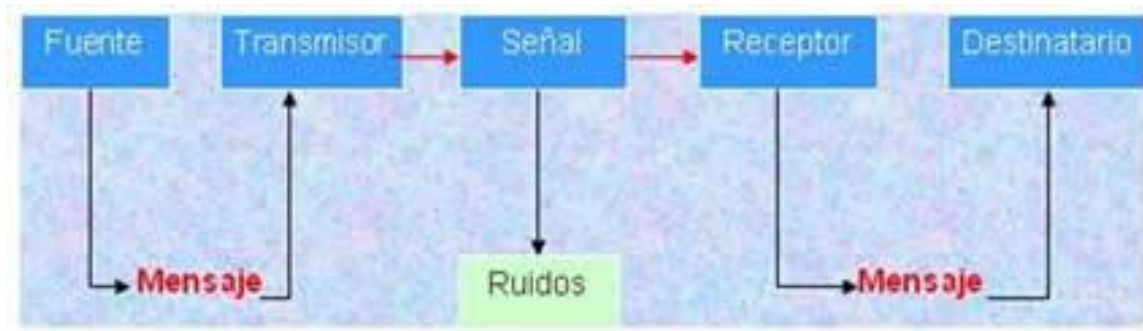 Fuente
Transmisor
Señal
Receptor
Destinatario
Mensaje
Ruidos
Mensaje